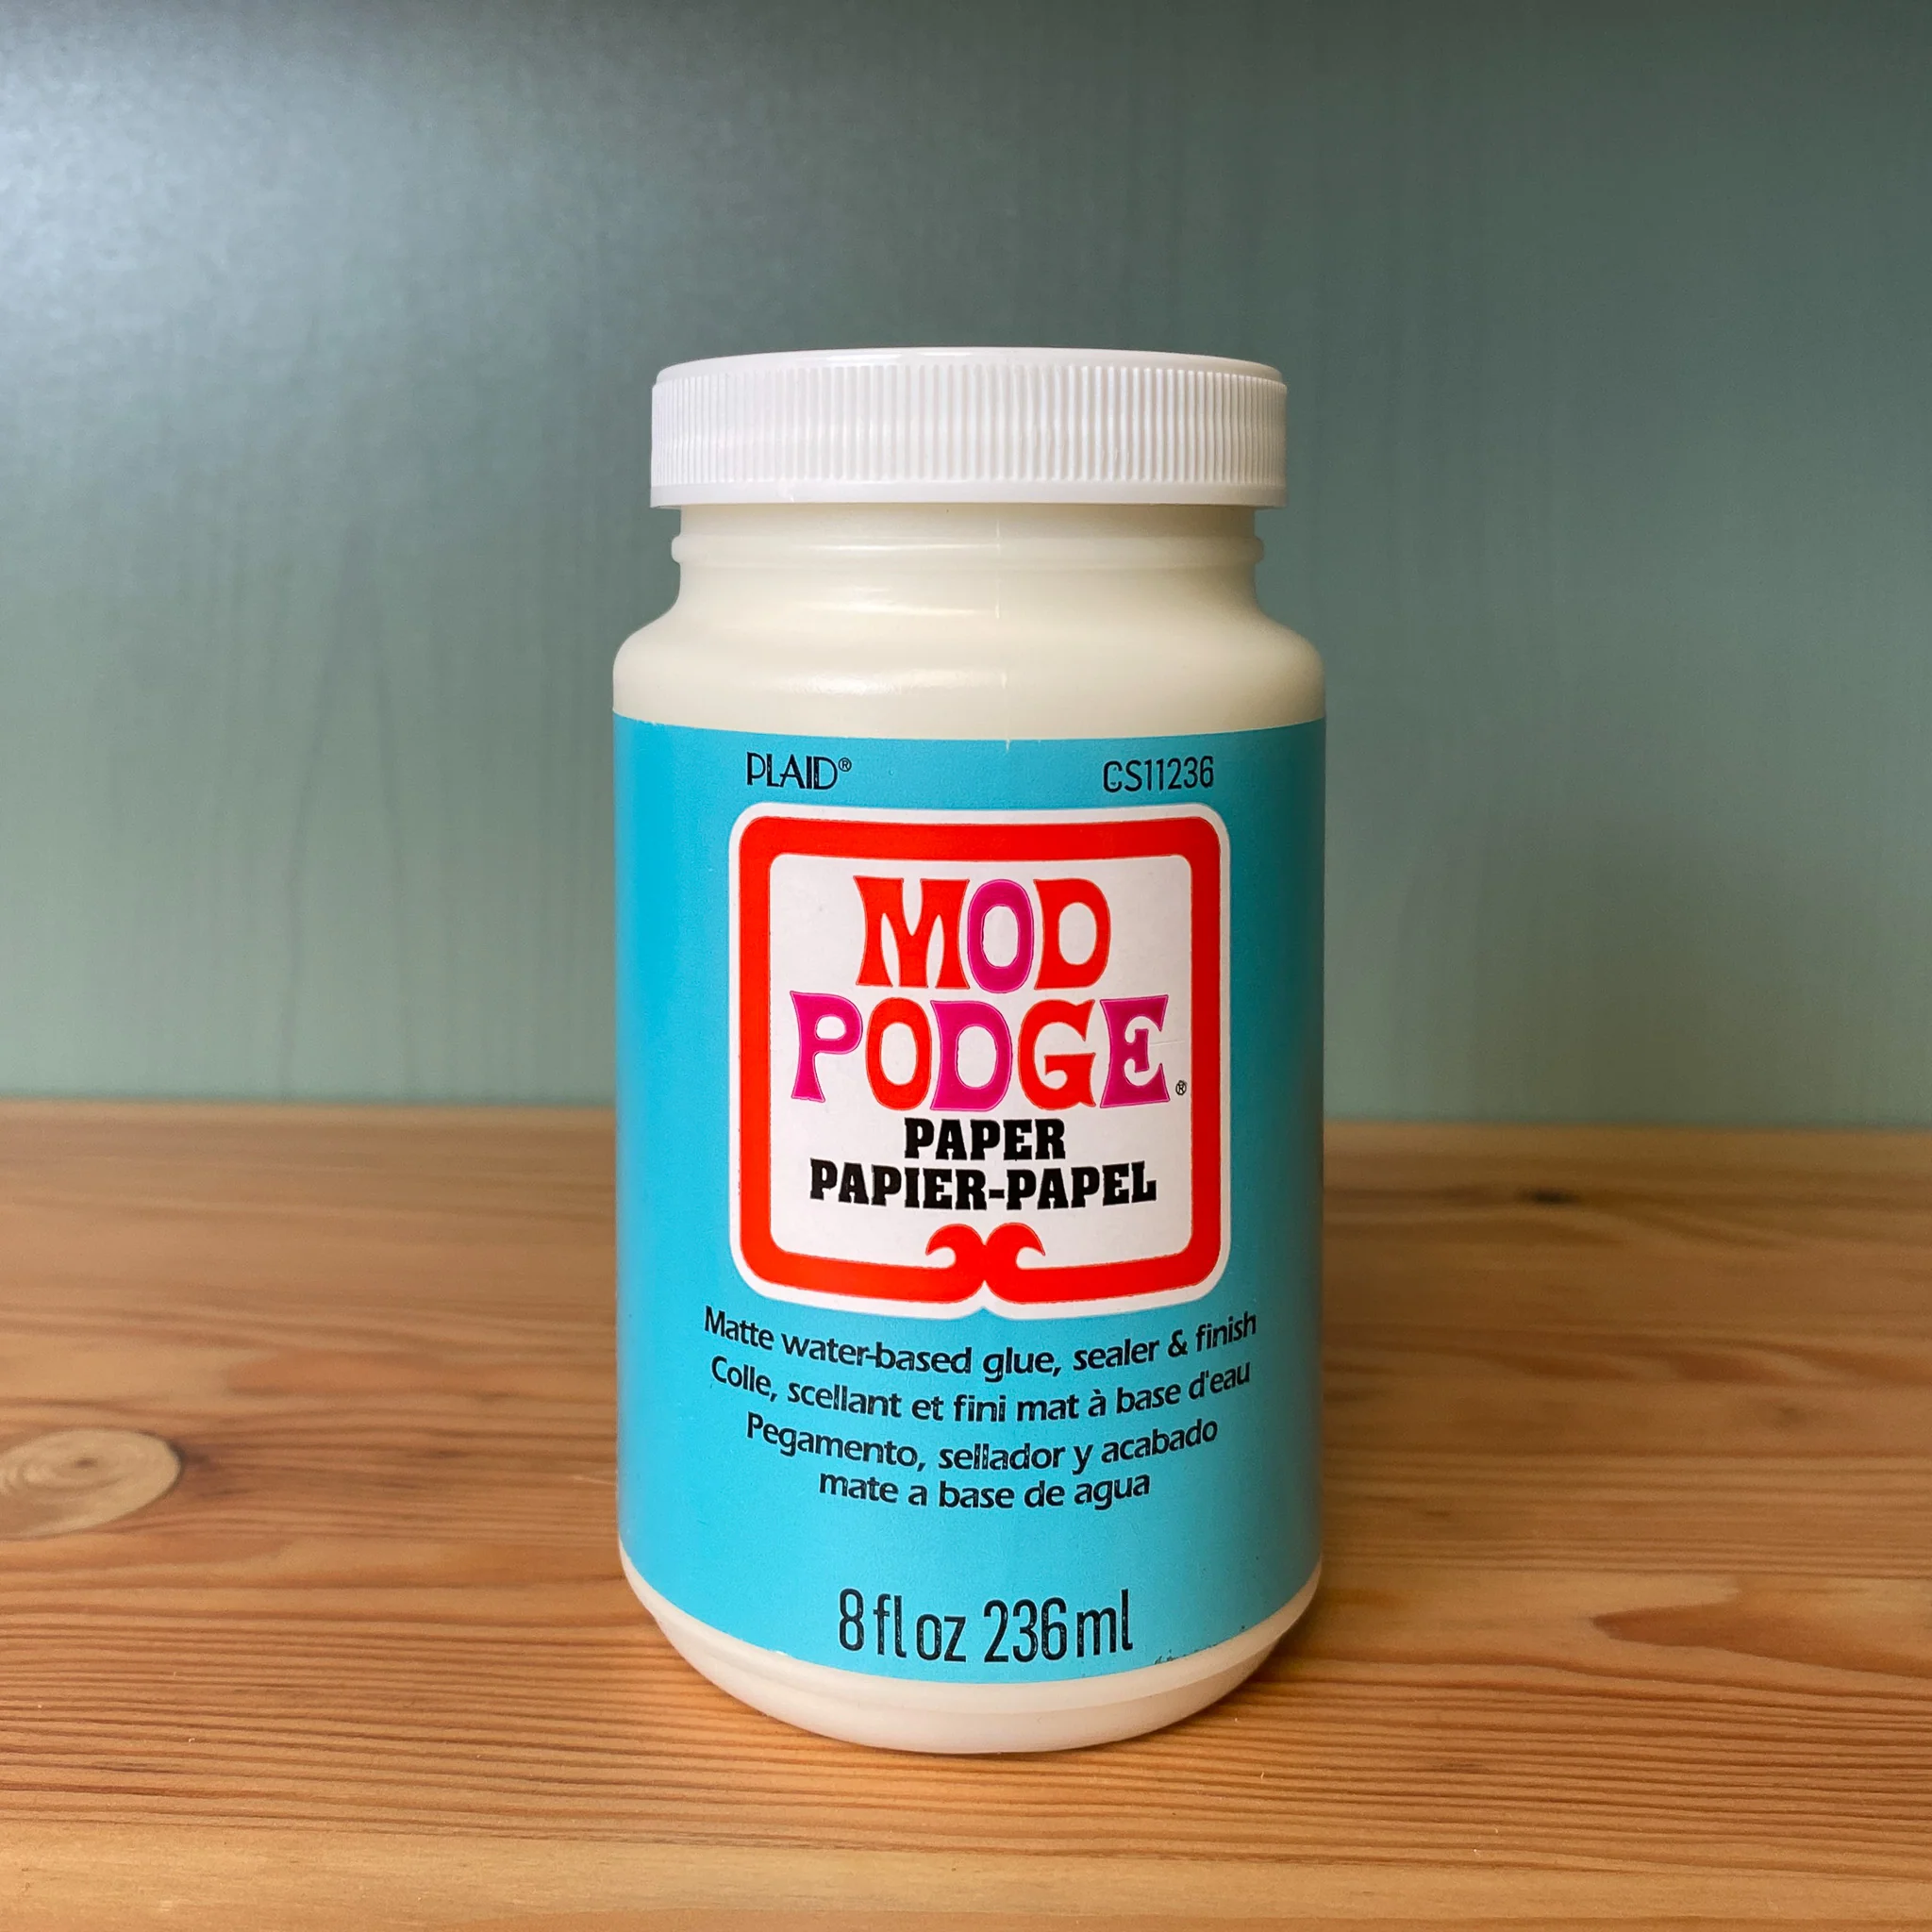 PLAID® CS11236
MOD
PODGE®
PAPER
PAPIER-PAPEL
Matte water-based glue, sealer & finish
Colle, scellant et fini mat à base d'eau
Pegamento, sellador y acabado
mate a base de agua
8 fl oz 236 ml